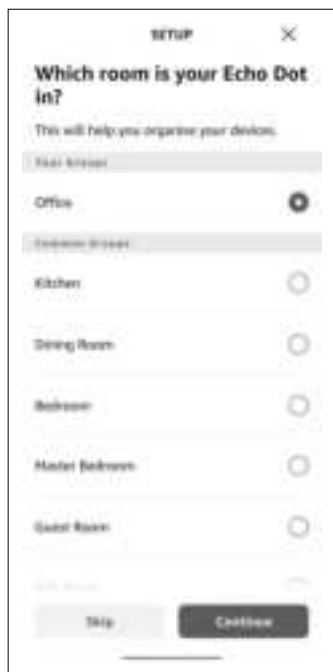 SETUP
Which room is your Echo Dot
in?
This will help you organise your devices.
Your Groups
Office
Common Groups
Kitchen
Dining Room
Bedroom
Master Bedroom
Guest Room
Skip
Continue